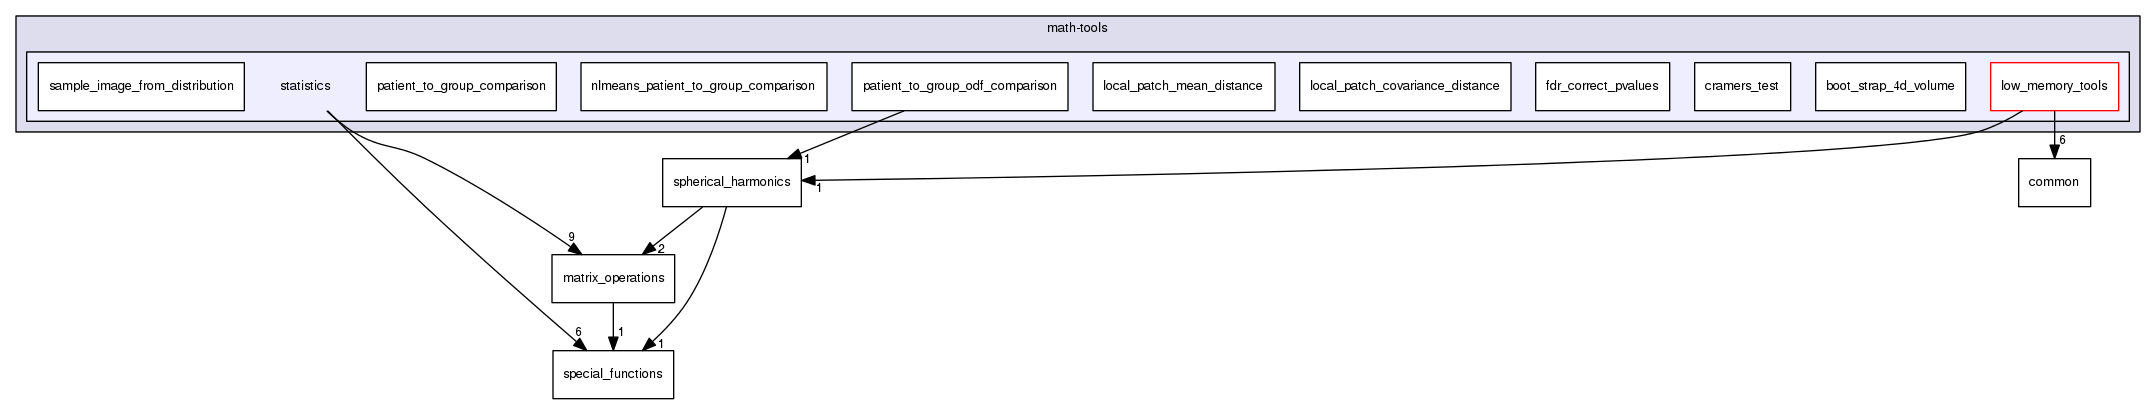 math-tools
sample_image_from_distribution
statistics
patient_to_group_comparison
nlmeans_patient_to_group_comparison
patient_to_group_odf_comparison
local_patch_mean_distance
local_patch_covariance_distance
fdr_correct_pvalues
cramers_test
boot_strap_4d_volume
low_memory_tools
6
1
spherical_harmonics
1
common
9
2
matrix_operations
6
1
1
special_functions